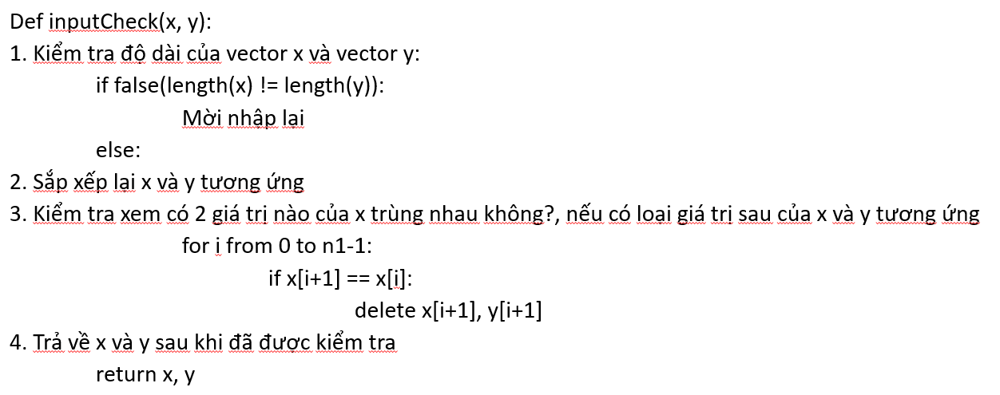 Def inputCheck(x, y):
1. Kiểm tra độ dài của vector x và vector y:
if false(length(x) != length(y)):
Mời nhập lại
else:
2. Sắp xếp lại x và y tương ứng
3. Kiểm tra xem có 2 giá trị nào của x trùng nhau không?, nếu có loại giá trị sau của x và y tương ứng
for i from 0 to n1-1:
if x[i+1] == x[i]:
delete x[i+1], y[i+1]
4. Trả về x và y sau khi đã được kiểm tra
return x, y